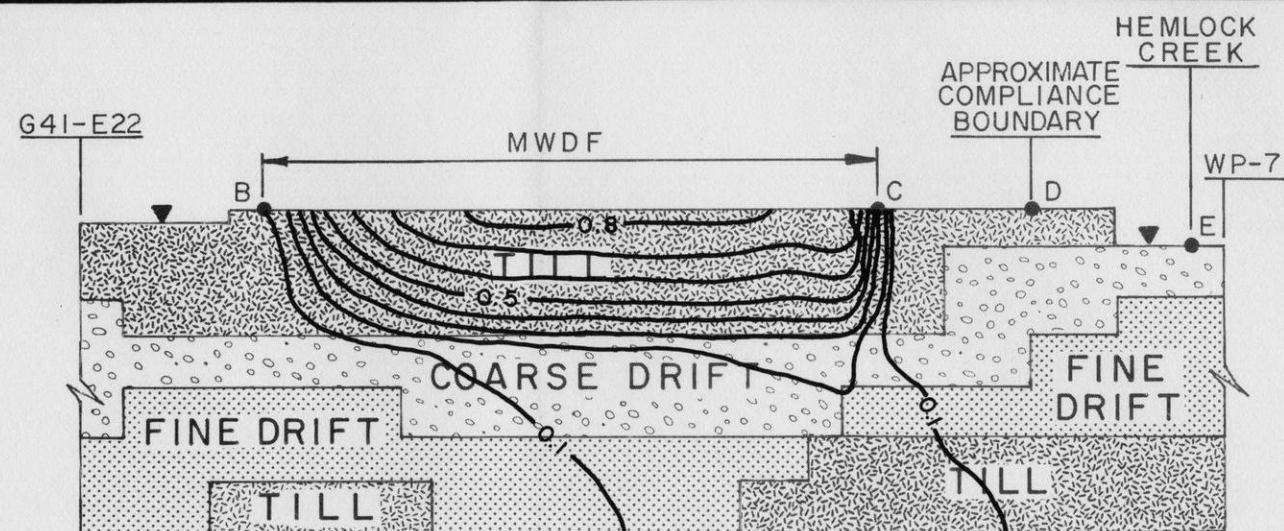 HEMLOCK
CREEK
APPROXIMATE
COMPLIANCE
BOUNDARY
G41-E22
MWDF
WP-7
B
C
D
E
0.8
TILL
0.5
COARSE DRIFT
FINE
DRIFT
0.1
FINE DRIFT
0.1
TILL
TILL